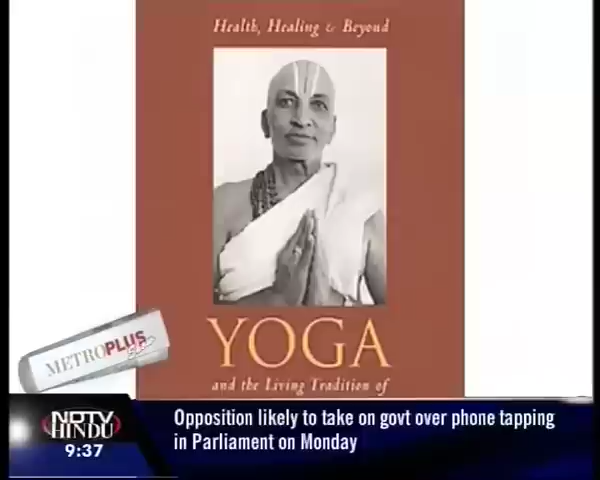 Health, Healing & Beyond
YOGA
and the Living Tradition of
METROPLUS
NDTV
HINDU
9:37
Opposition likely to take on govt over phone tapping
in Parliament on Monday